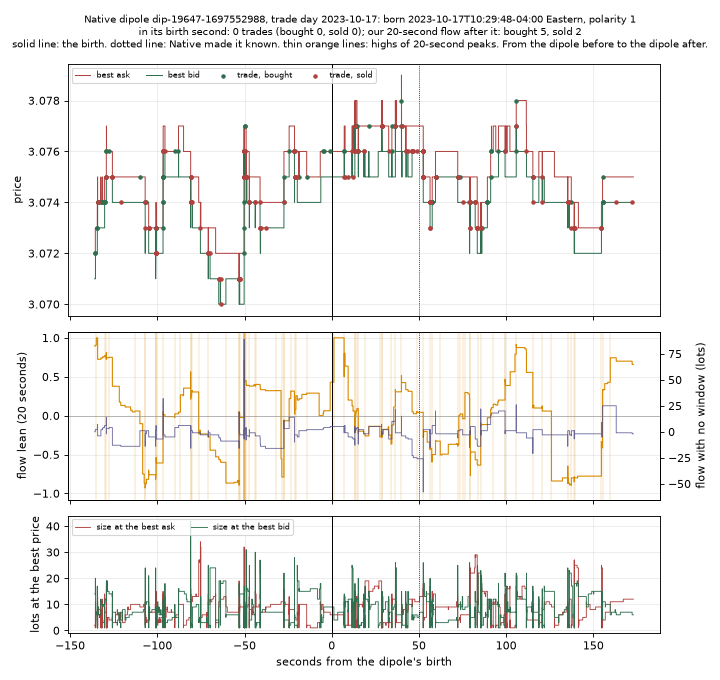 Native dipole dip-19647-1697552988, trade day 2023-10-17: born 2023-10-17T10:29:48-04:00 Eastern, polarity 1
in its birth second: 0 trades (bought 0, sold 0); our 20-second flow after it: bought 5, sold 2
solid line: the birth. dotted line: Native made it known. thin orange lines: highs of 20-second peaks. From the dipole before to the dipole after.
best ask
best bid
trade, bought
trade, sold
3.078
3.076
3.074
3.072
3.070
price
1.0
0.5
0.0
−0.5
−1.0
flow lean (20 seconds)
75
50
25
0
−25
−50
flow with no window (lots)
size at the best ask
size at the best bid
40
30
20
10
0
lots at the best price
−150
−100
−50
0
50
100
150
seconds from the dipole's birth